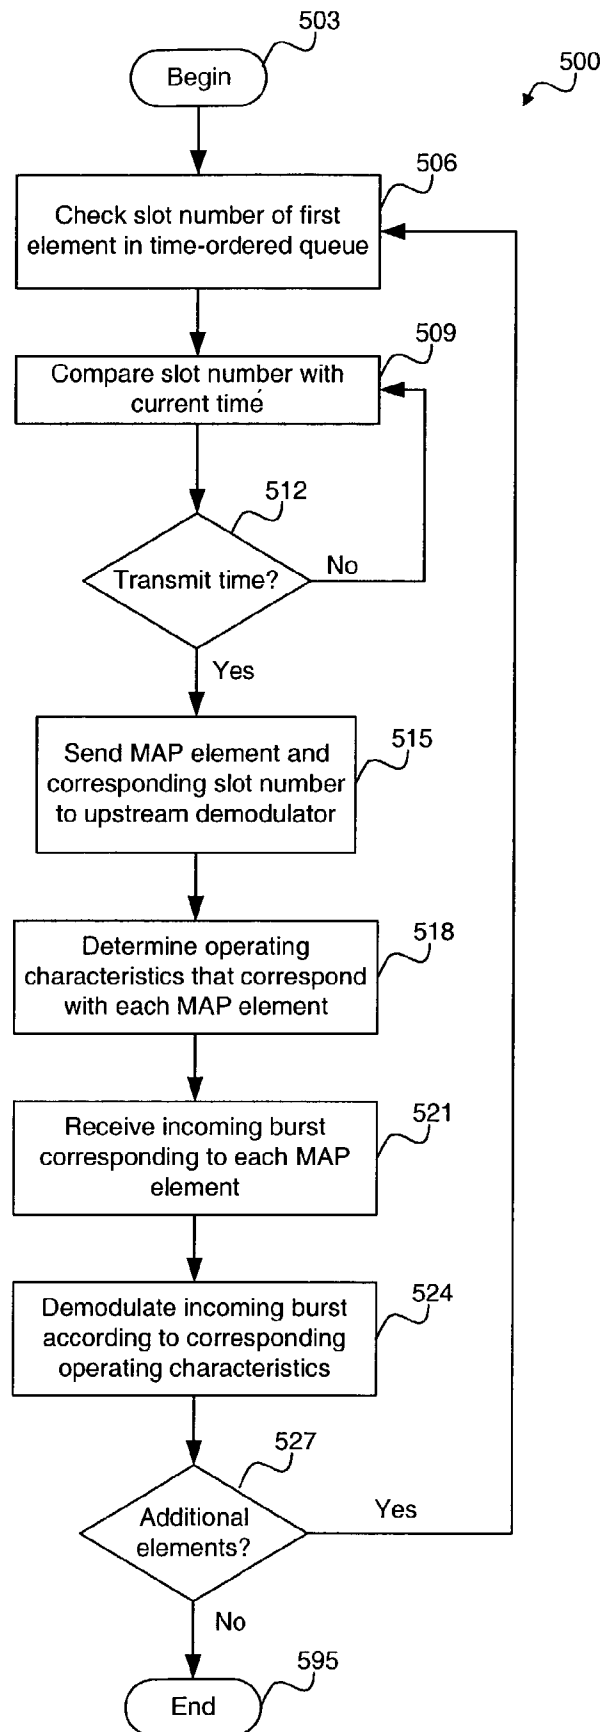 503
Begin
500
506
Check slot number of first
element in time-ordered queue
509
Compare slot number with
current time
512
Transmit time?
No
Yes
515
Send MAP element and
corresponding slot number
to upstream demodulator
518
Determine operating
characteristics that correspond
with each MAP element
521
Receive incoming burst
corresponding to each MAP
element
524
Demodulate incoming burst
according to corresponding
operating characteristics
527
Additional
elements?
Yes
No
595
End